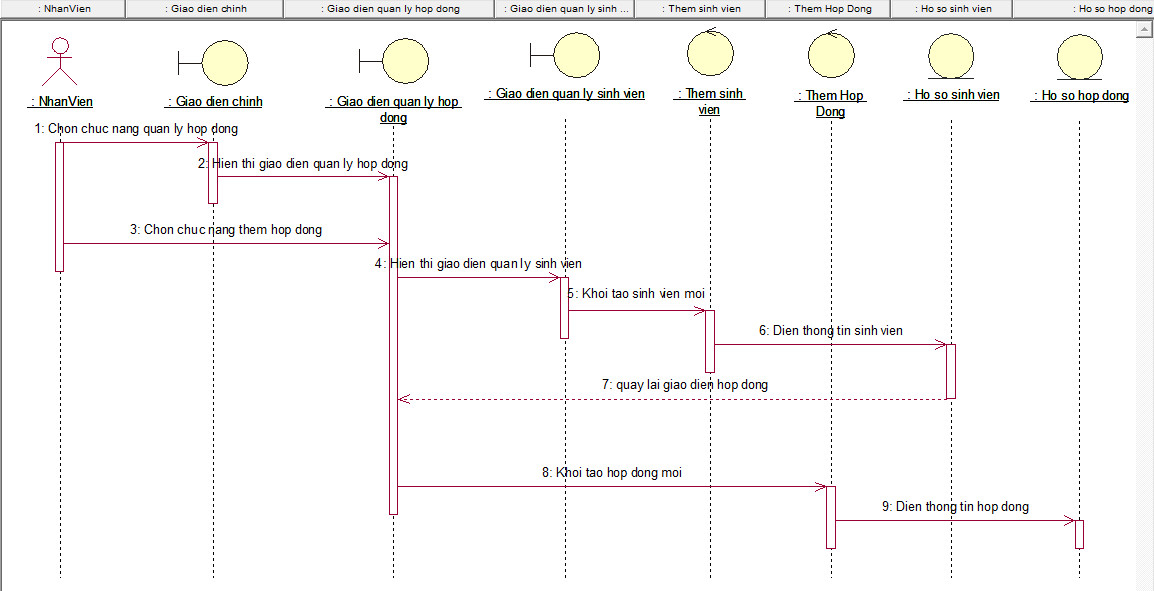 : NhanVien
: Giao dien chinh
: Giao dien quan ly hop dong
: Giao dien quan ly sinh ...
: Them sinh vien
: Them Hop Dong
: Ho so sinh vien
: Ho so hop dong
: NhanVien
: Giao dien chinh
: Giao dien quan ly hop
dong
: Giao dien quan ly sinh vien
: Them sinh
vien
: Them Hop
Dong
: Ho so sinh vien
: Ho so hop dong
1: Chon chuc nang quan ly hop dong
2: Hien thi giao dien quan ly hop dong
3: Chon chuc nang them hop dong
4: Hien thi giao dien quan ly sinh vien
5: Khoi tao sinh vien moi
6: Dien thong tin sinh vien
7: quay lai giao dien hop dong
8: Khoi tao hop dong moi
9: Dien thong tin hop dong